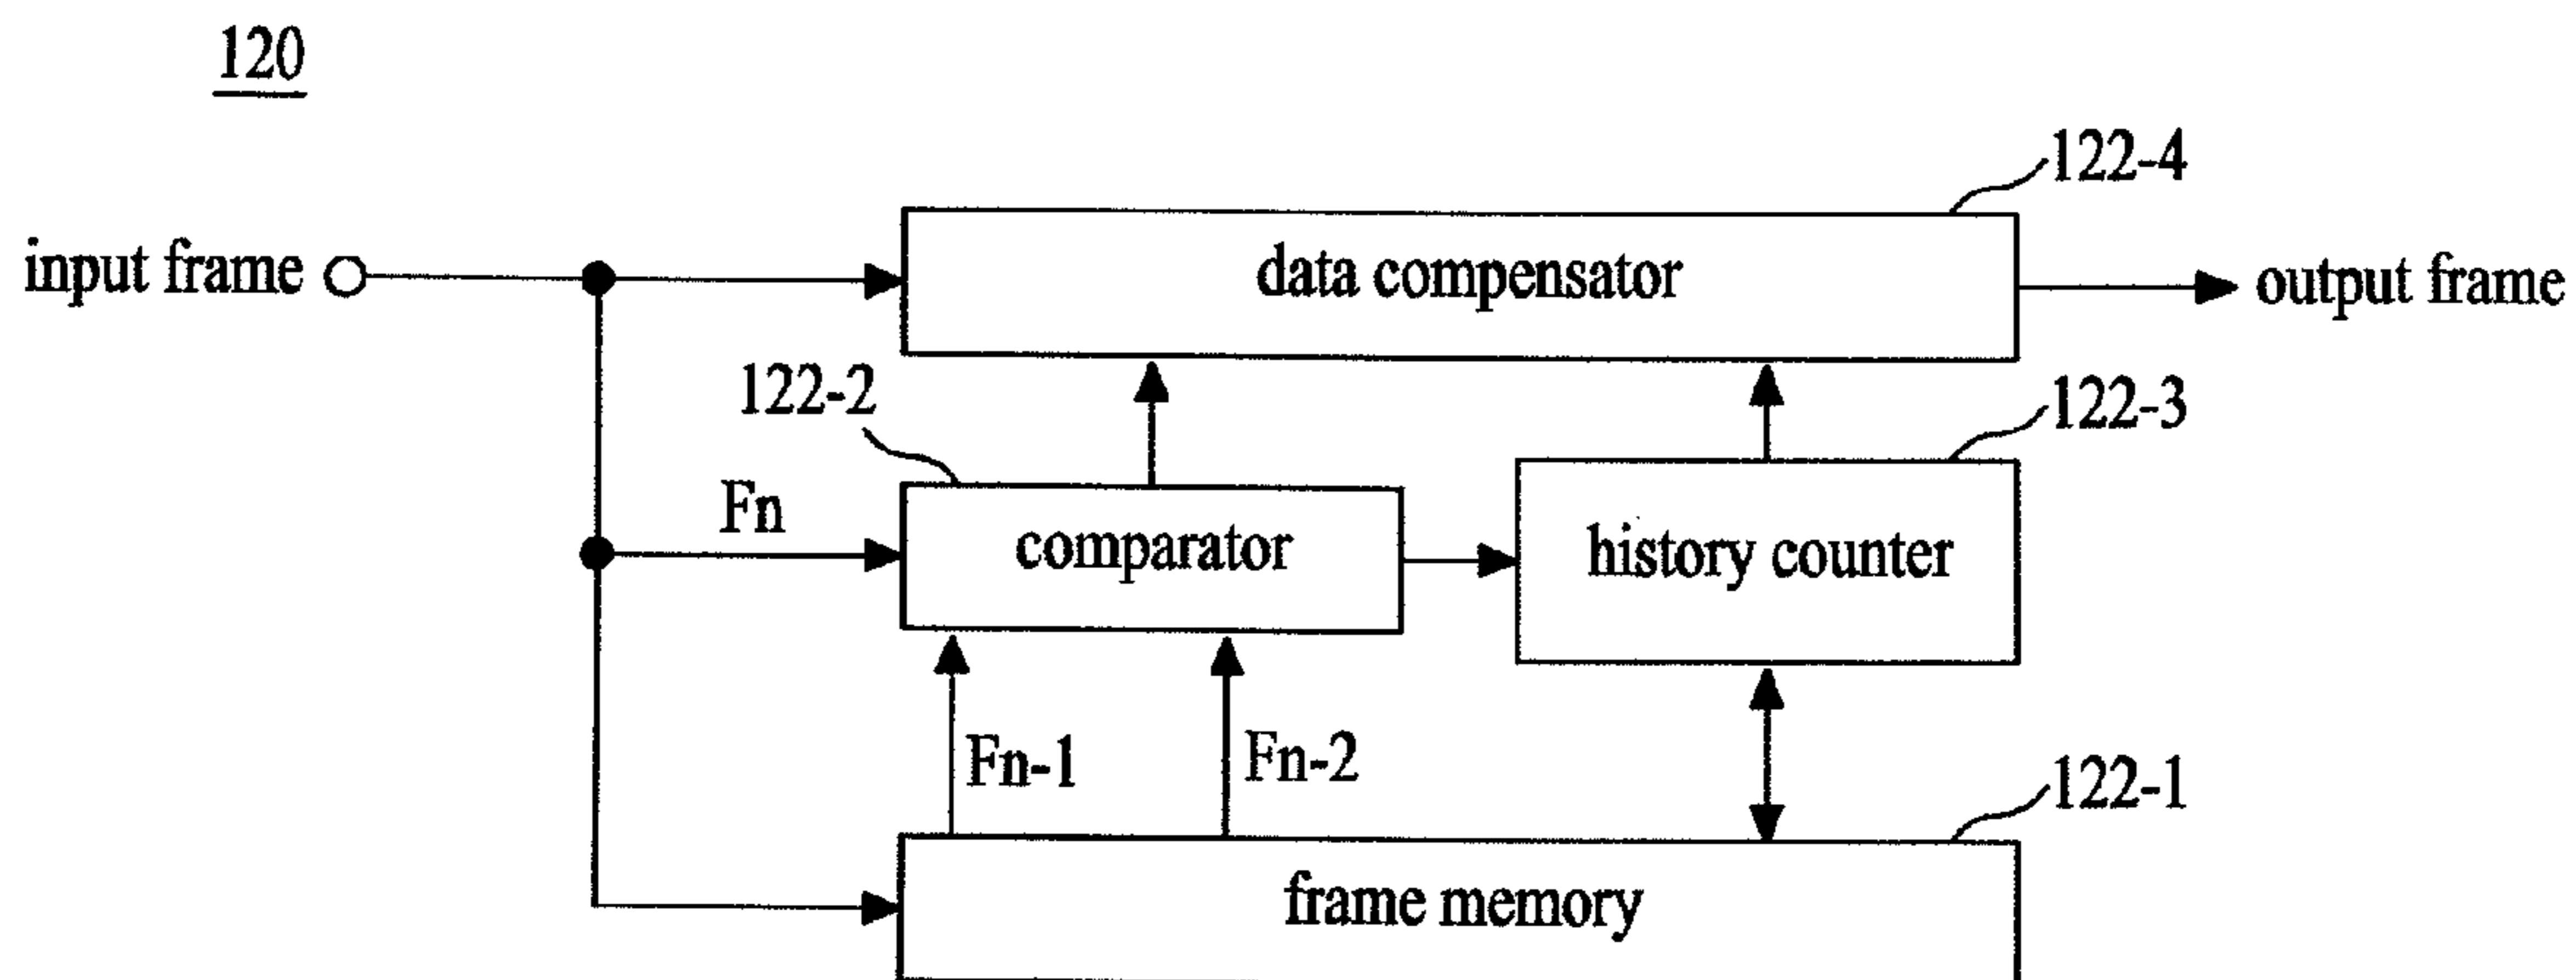 120
122-4
input frame
data compensator
output frame
122-2
122-3
Fn
comparator
history counter
Fn-1
Fn-2
122-1
frame memory